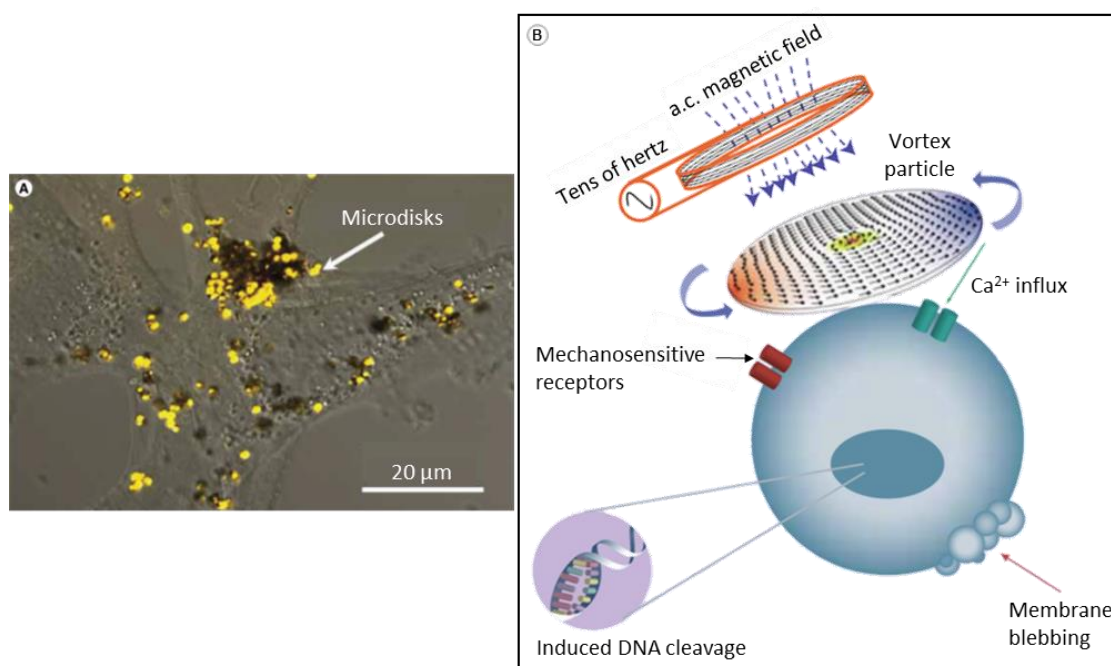 A
Microdisks
20 µm
B
a.c. magnetic field
Tens of hertz
Vortex
particle
Ca²⁺ influx
Mechanosensitive
receptors
Induced DNA cleavage
Membrane
blebbing